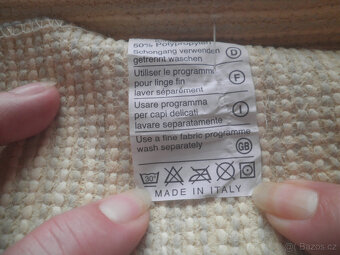 50% Polypropylen
Schongang verwenden
getrennt waschen
D
Utiliser le programme
pour linge fin
laver séparément
F
Usare programma
per capi delicati
lavare separatamente
I
Use a fine fabric programme
wash separately
GB
30°
MADE IN ITALY
Bazos.cz